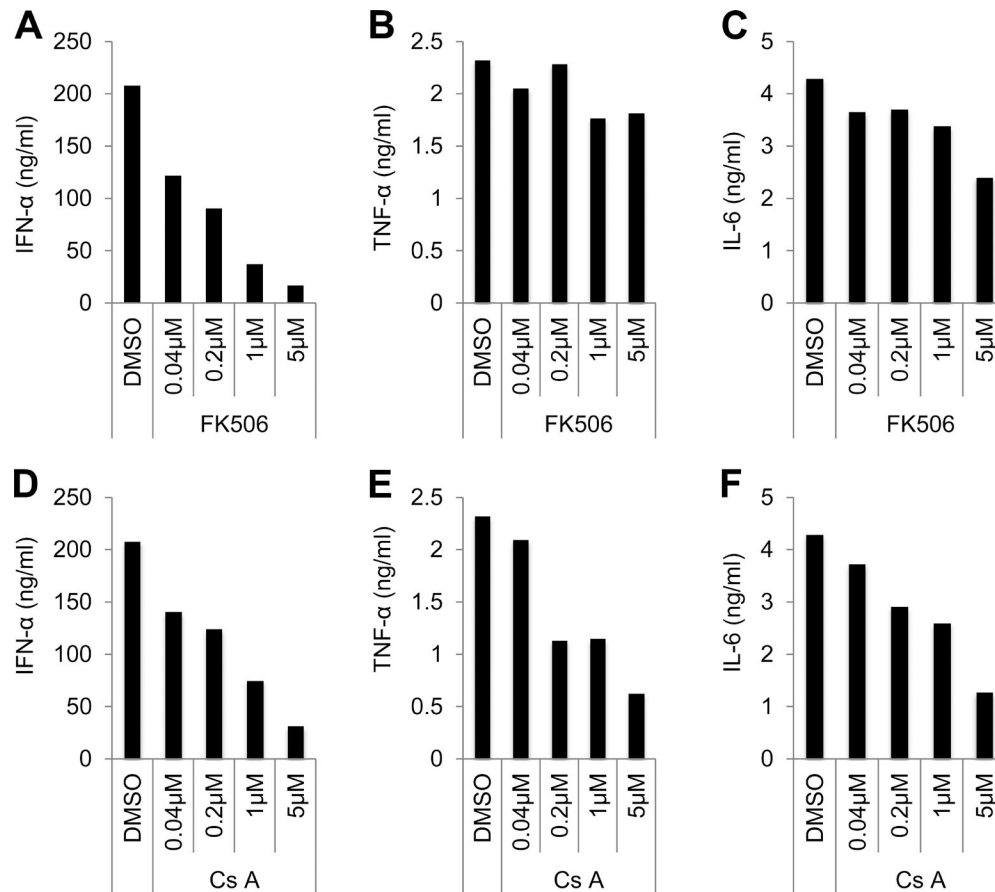 A
IFN-α (ng/ml)
250
200
150
100
50
0
DMSO
0.04µM
0.2µM
1µM
5µM
FK506
B
TNF-α (ng/ml)
2.5
2
1.5
1
0.5
0
DMSO
0.04µM
0.2µM
1µM
5µM
FK506
C
IL-6 (ng/ml)
5
4
3
2
1
0
DMSO
0.04µM
0.2µM
1µM
5µM
FK506
D
IFN-α (ng/ml)
250
200
150
100
50
0
DMSO
0.04µM
0.2µM
1µM
5µM
Cs A
E
TNF-α (ng/ml)
2.5
2
1.5
1
0.5
0
DMSO
0.04µM
0.2µM
1µM
5µM
Cs A
F
IL-6 (ng/ml)
5
4
3
2
1
0
DMSO
0.04µM
0.2µM
1µM
5µM
Cs A